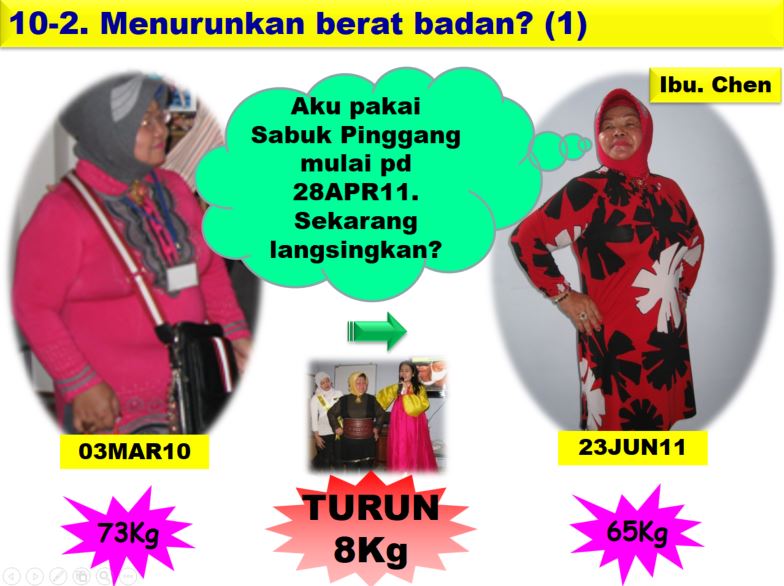 10-2. Menurunkan berat badan? (1)
Ibu. Chen
Aku pakai
Sabuk Pinggang
mulai pd
28APR11.
Sekarang
langsingkan?
03MAR10
23JUN11
73Kg
TURUN
8Kg
65Kg